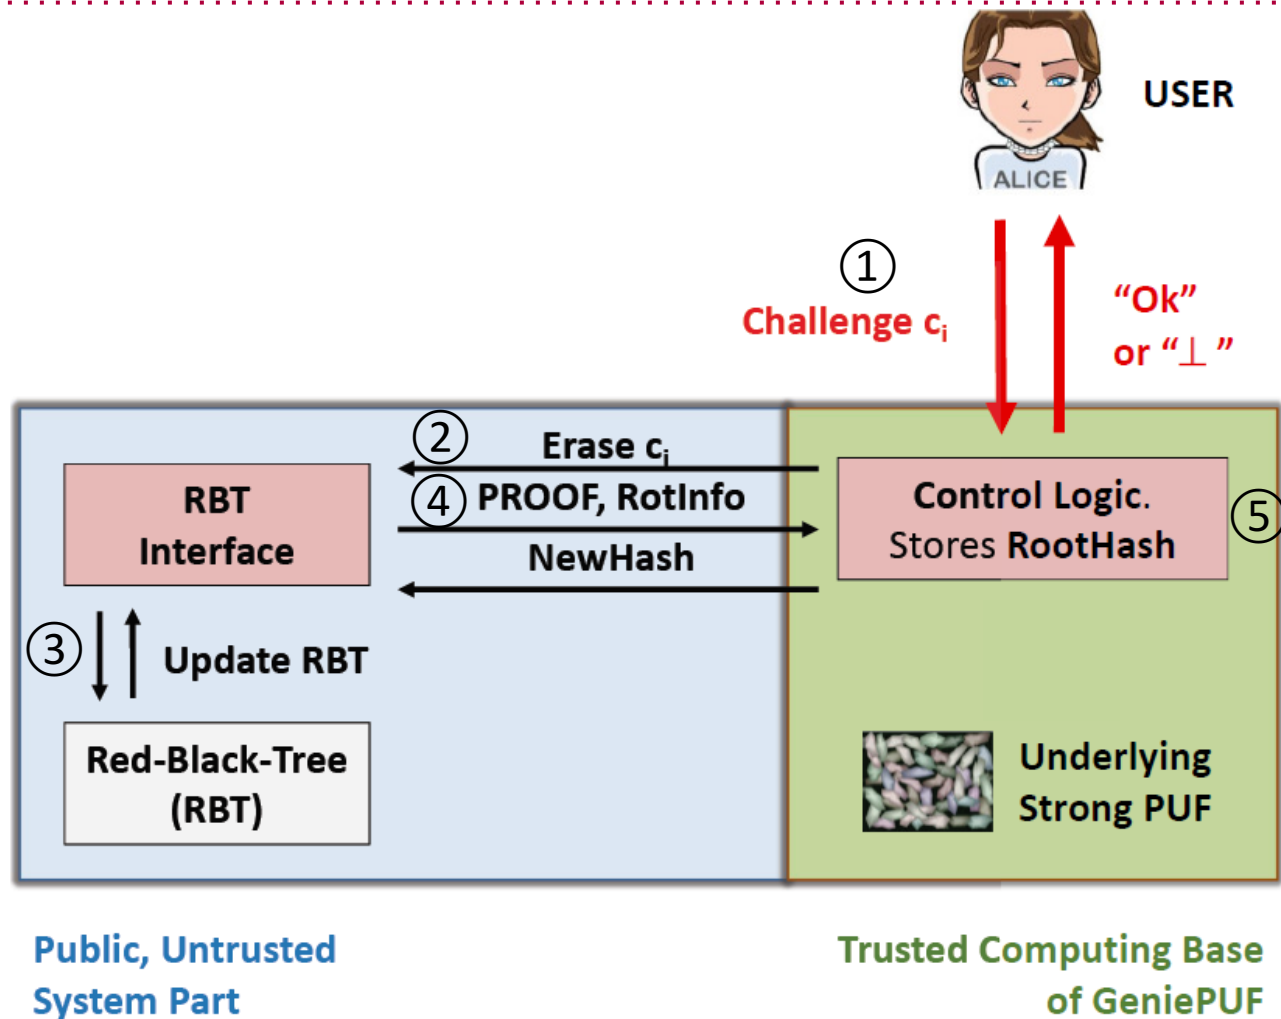 USER
ALICE
①
Challenge cᵢ
“Ok”
or “⊥”
②
Erase cᵢ
④
PROOF, RotInfo
NewHash
RBT
Interface
Control Logic.
Stores RootHash
⑤
③
Update RBT
Red-Black-Tree
(RBT)
Underlying
Strong PUF
Public, Untrusted
System Part
Trusted Computing Base
of GeniePUF